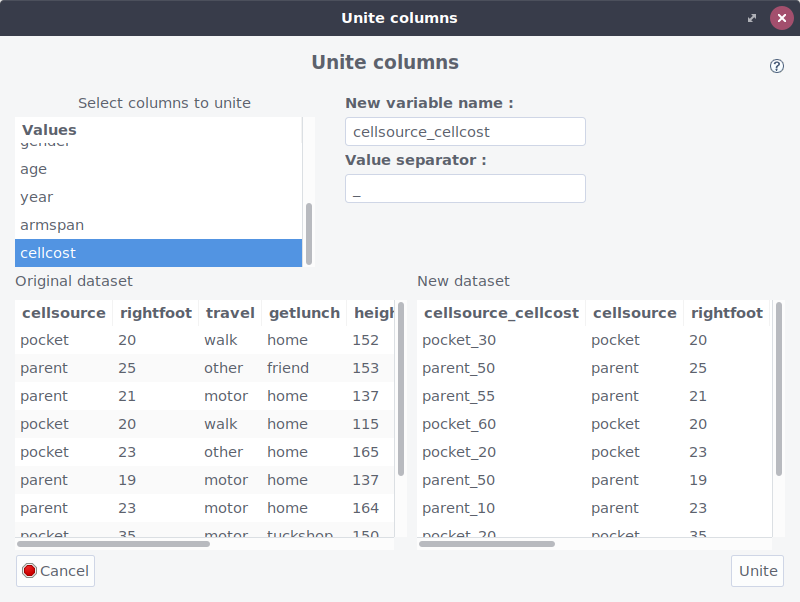 Unite columns
Unite columns
Select columns to unite
Values
gender
age
year
armspan
cellcost
New variable name :
cellsource_cellcost
Value separator :
_
Original dataset
cellsource rightfoot travel getlunch heigh
pocket 20 walk home 152
parent 25 other friend 153
parent 21 motor home 137
pocket 20 walk home 115
pocket 23 other home 165
parent 19 motor home 137
parent 23 motor home 164
pocket 35 motor tuckshop 150
New dataset
cellsource_cellcost cellsource rightfoot
pocket_30 pocket 20
parent_50 parent 25
parent_55 parent 21
pocket_60 pocket 20
pocket_20 pocket 23
parent_50 parent 19
parent_10 parent 23
pocket_20 pocket 35
Cancel
Unite